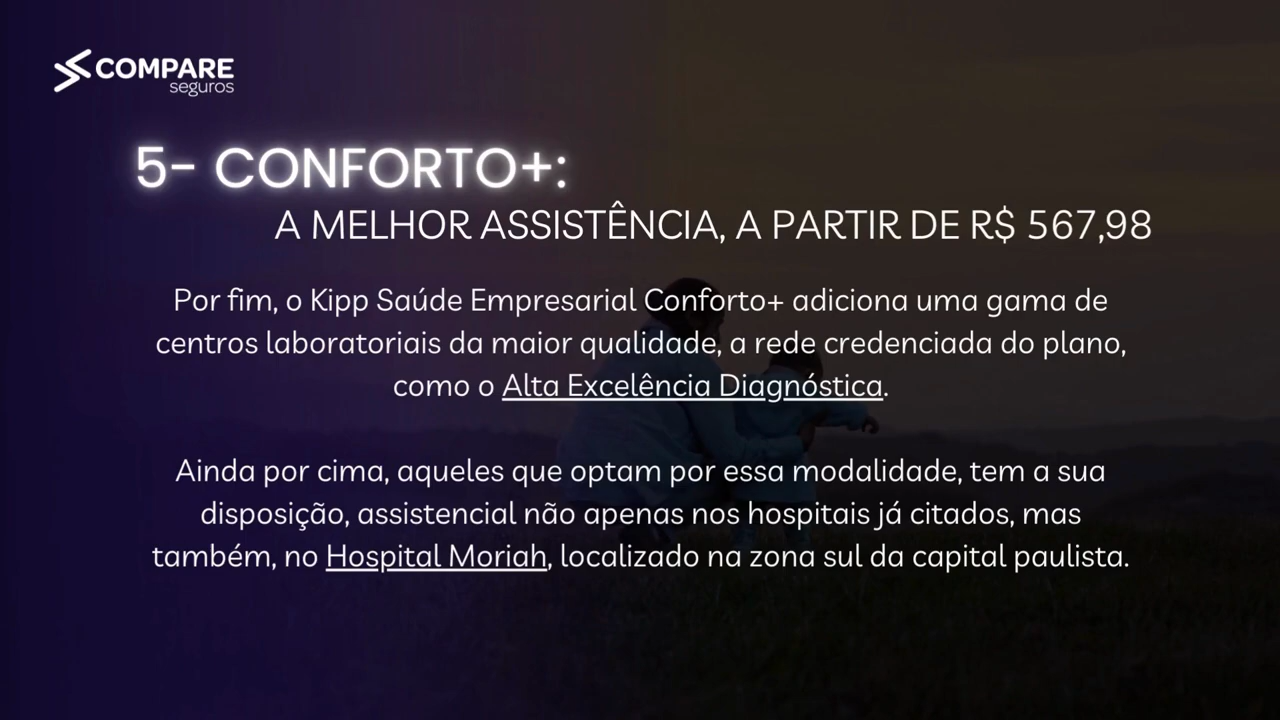 COMPARE
seguros
5- CONFORTO+:
A MELHOR ASSISTÊNCIA, A PARTIR DE R$ 567,98
Por fim, o Kipp Saúde Empresarial Conforto+ adiciona uma gama de
centros laboratoriais da maior qualidade, a rede credenciada do plano,
como o Alta Excelência Diagnóstica.
Ainda por cima, aqueles que optam por essa modalidade, tem a sua
disposição, assistencial não apenas nos hospitais já citados, mas
também, no Hospital Moriah, localizado na zona sul da capital paulista.